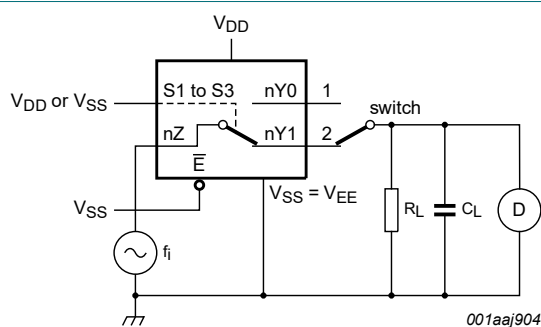 VDD
VDD or VSS
S1 to S3
nY0
1
switch
nZ
nY1
2
E
VSS = VEE
VSS
RL
CL
D
fi
001aaj904